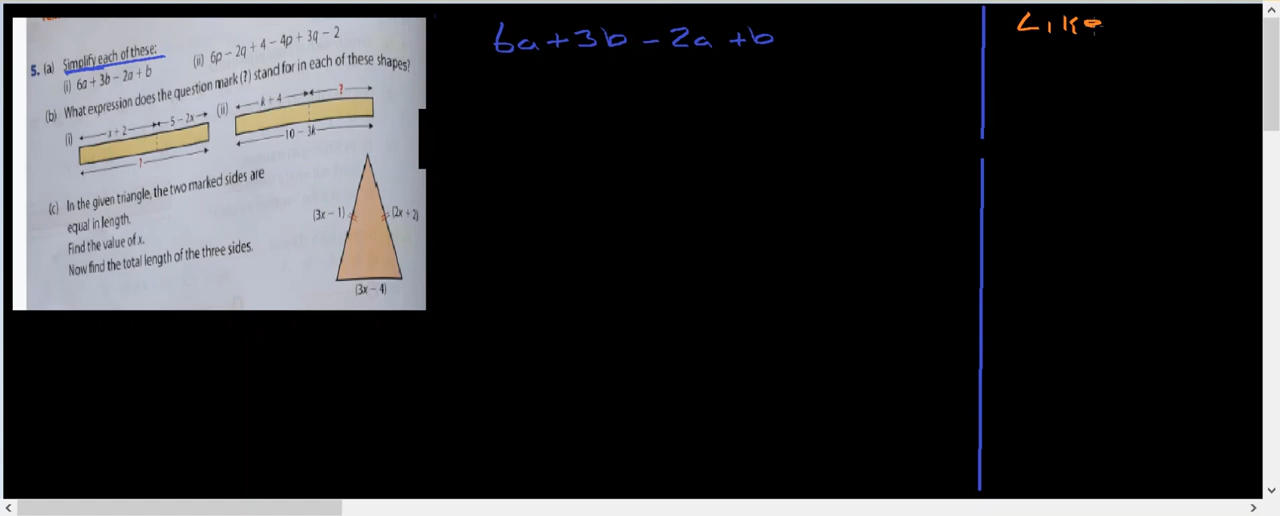 5. (a) Simplify each of these:
(i) 6a + 3b − 2a + b
(ii) 6p − 2q + 4 − 4p + 3q − 2
(b) What expression does the question mark (?) stand for in each of these shapes?
(i)
x + 2
5 − 2x
?
(ii)
k + 4
?
10 − 3k
(c) In the given triangle, the two marked sides are
equal in length.
Find the value of x.
Now find the total length of the three sides.
(3x − 1)
(2x + 2)
(3x − 4)
6a + 3b − 2a + b
Like